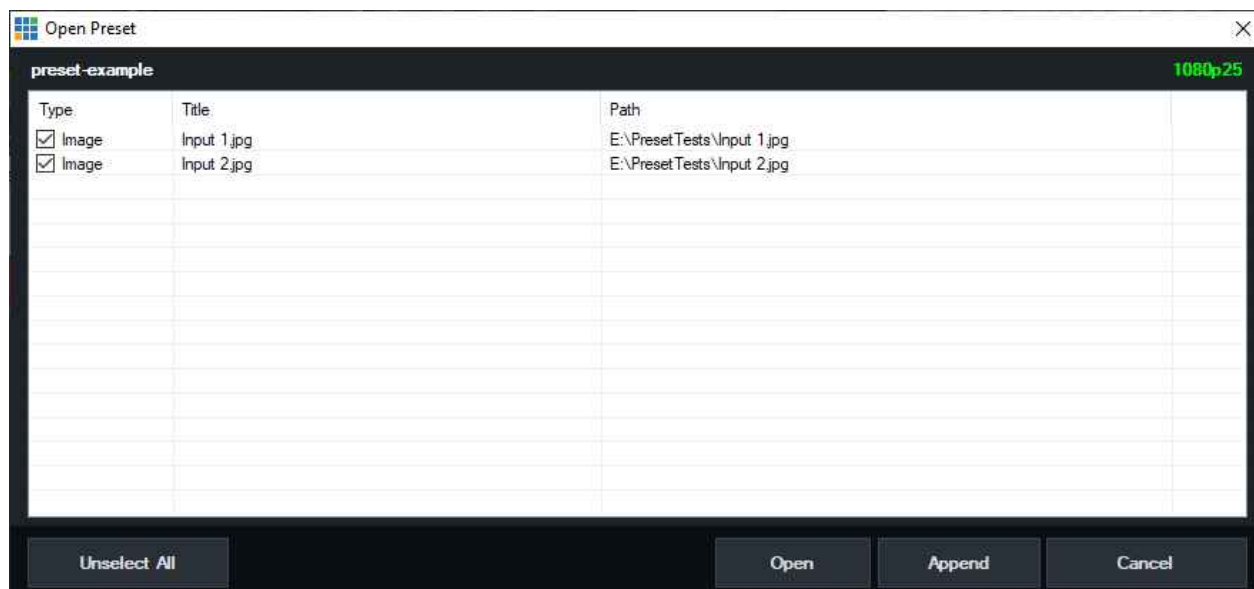 Open Preset
preset-example 1080p25
Type Title Path
Image Input 1.jpg E:\PresetTests\Input 1.jpg
Image Input 2.jpg E:\PresetTests\Input 2.jpg
Unselect All Open Append Cancel